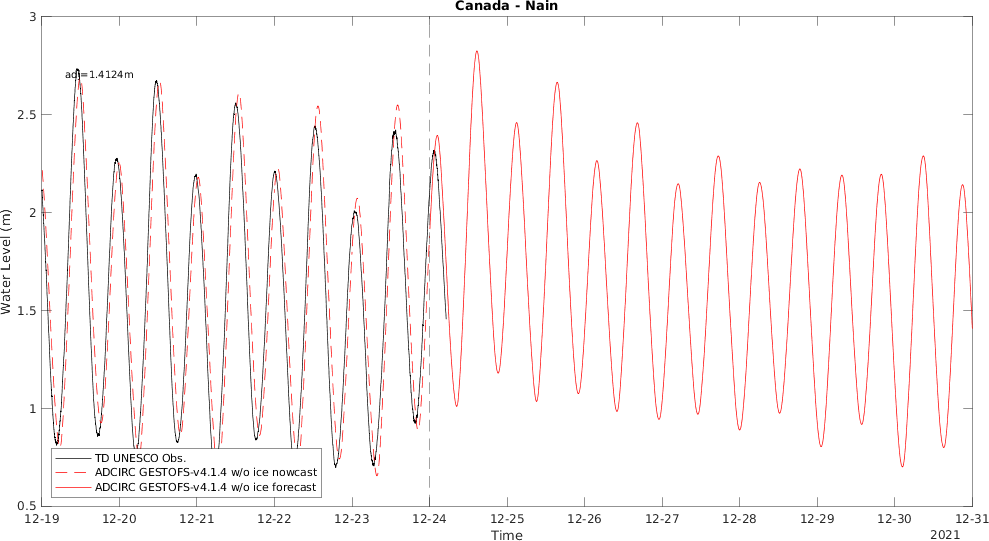 Canada - Nain
adj=1.4124m
Water Level (m)
3
2.5
2
1.5
1
0.5
TD UNESCO Obs.
ADCIRC GESTOFS-v4.1.4 w/o ice nowcast
ADCIRC GESTOFS-v4.1.4 w/o ice forecast
12-19 12-20 12-21 12-22 12-23 12-24 12-25 12-26 12-27 12-28 12-29 12-30 12-31
Time
2021